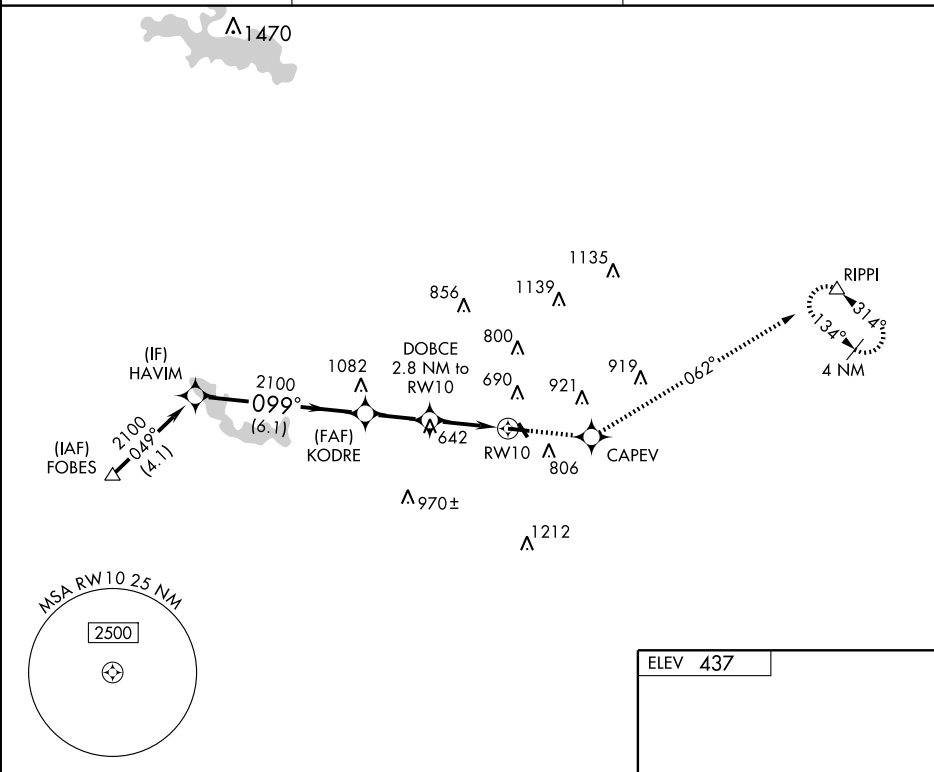 1470
1135
RIPPI
856
1139
314°
134°
4 NM
800
DOBCE
2.8 NM to
RW10
(IF)
HAVIM
1082
690
921
919
062°
2100
099°
(6.1)
2100
049°
(4.1)
(IAF)
FOBES
(FAF)
KODRE
642
RW10
806
CAPEV
970±
1212
MSA RW10 25 NM
2500
ELEV 437